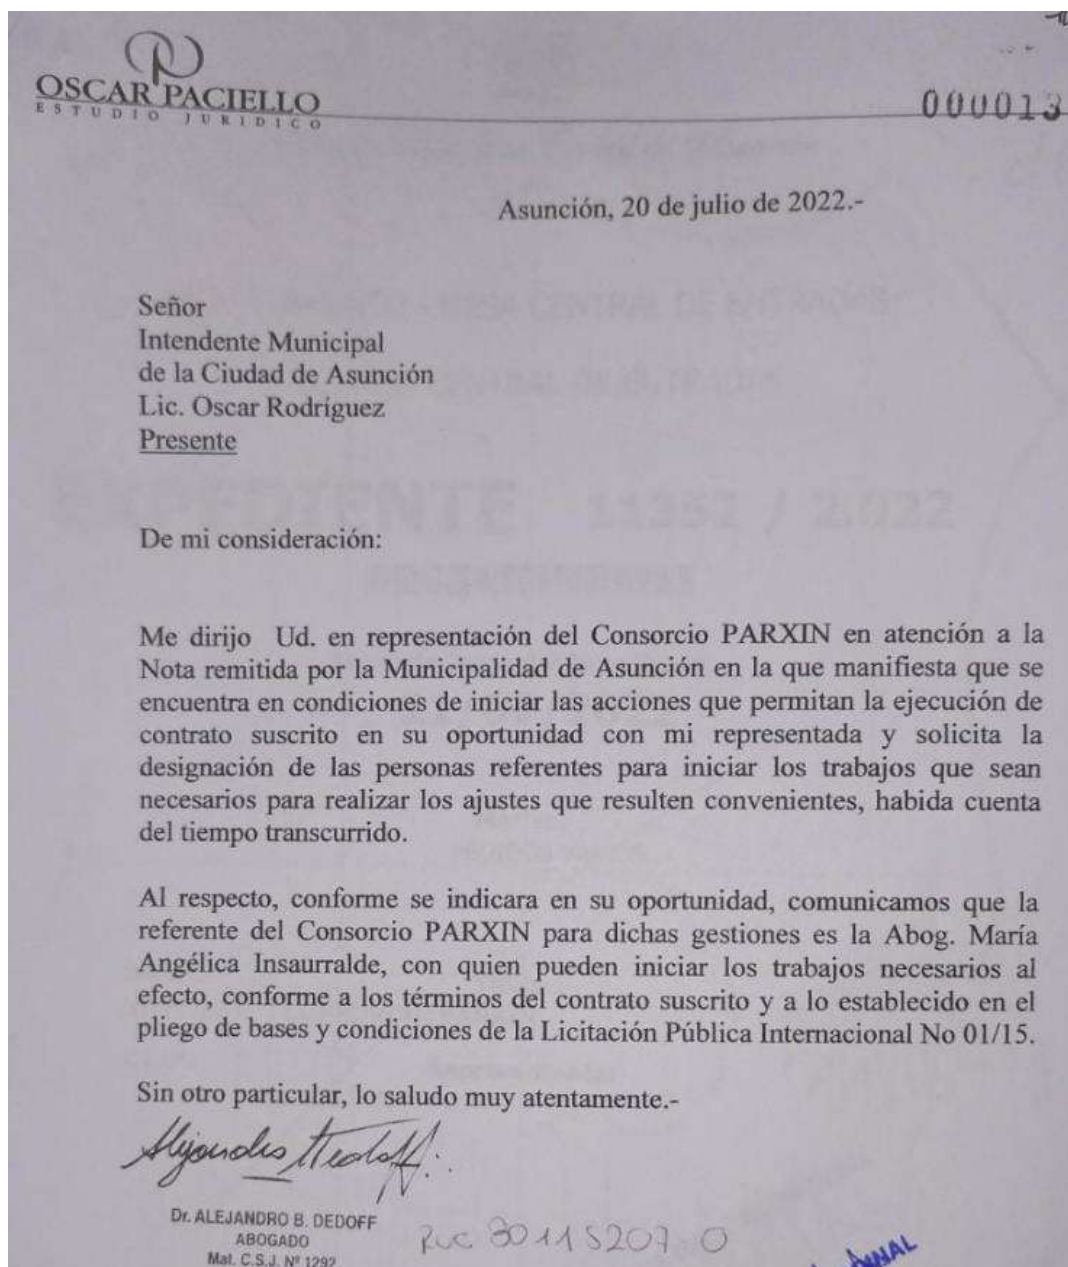 OSCAR PACIELLO
ESTUDIO JURIDICO
000013
Asunción, 20 de julio de 2022.-
Señor
Intendente Municipal
de la Ciudad de Asunción
Lic. Oscar Rodríguez
Presente
EXPEDIENTE 11352 / 2.022
De mi consideración:
Me dirijo Ud. en representación del Consorcio PARXIN en atención a la
Nota remitida por la Municipalidad de Asunción en la que manifiesta que se
encuentra en condiciones de iniciar las acciones que permitan la ejecución de
contrato suscrito en su oportunidad con mi representada y solicita la
designación de las personas referentes para iniciar los trabajos que sean
necesarios para realizar los ajustes que resulten convenientes, habida cuenta
del tiempo transcurrido.
Al respecto, conforme se indicara en su oportunidad, comunicamos que la
referente del Consorcio PARXIN para dichas gestiones es la Abog. María
Angélica Insaurralde, con quien pueden iniciar los trabajos necesarios al
efecto, conforme a los términos del contrato suscrito y a lo establecido en el
pliego de bases y condiciones de la Licitación Pública Internacional No 01/15.
Sin otro particular, lo saludo muy atentamente.-
Alejandro Dedoff
Dr. ALEJANDRO B. DEDOFF
ABOGADO
Mat. C.S.J. Nº 1292
RUC 80115207-0